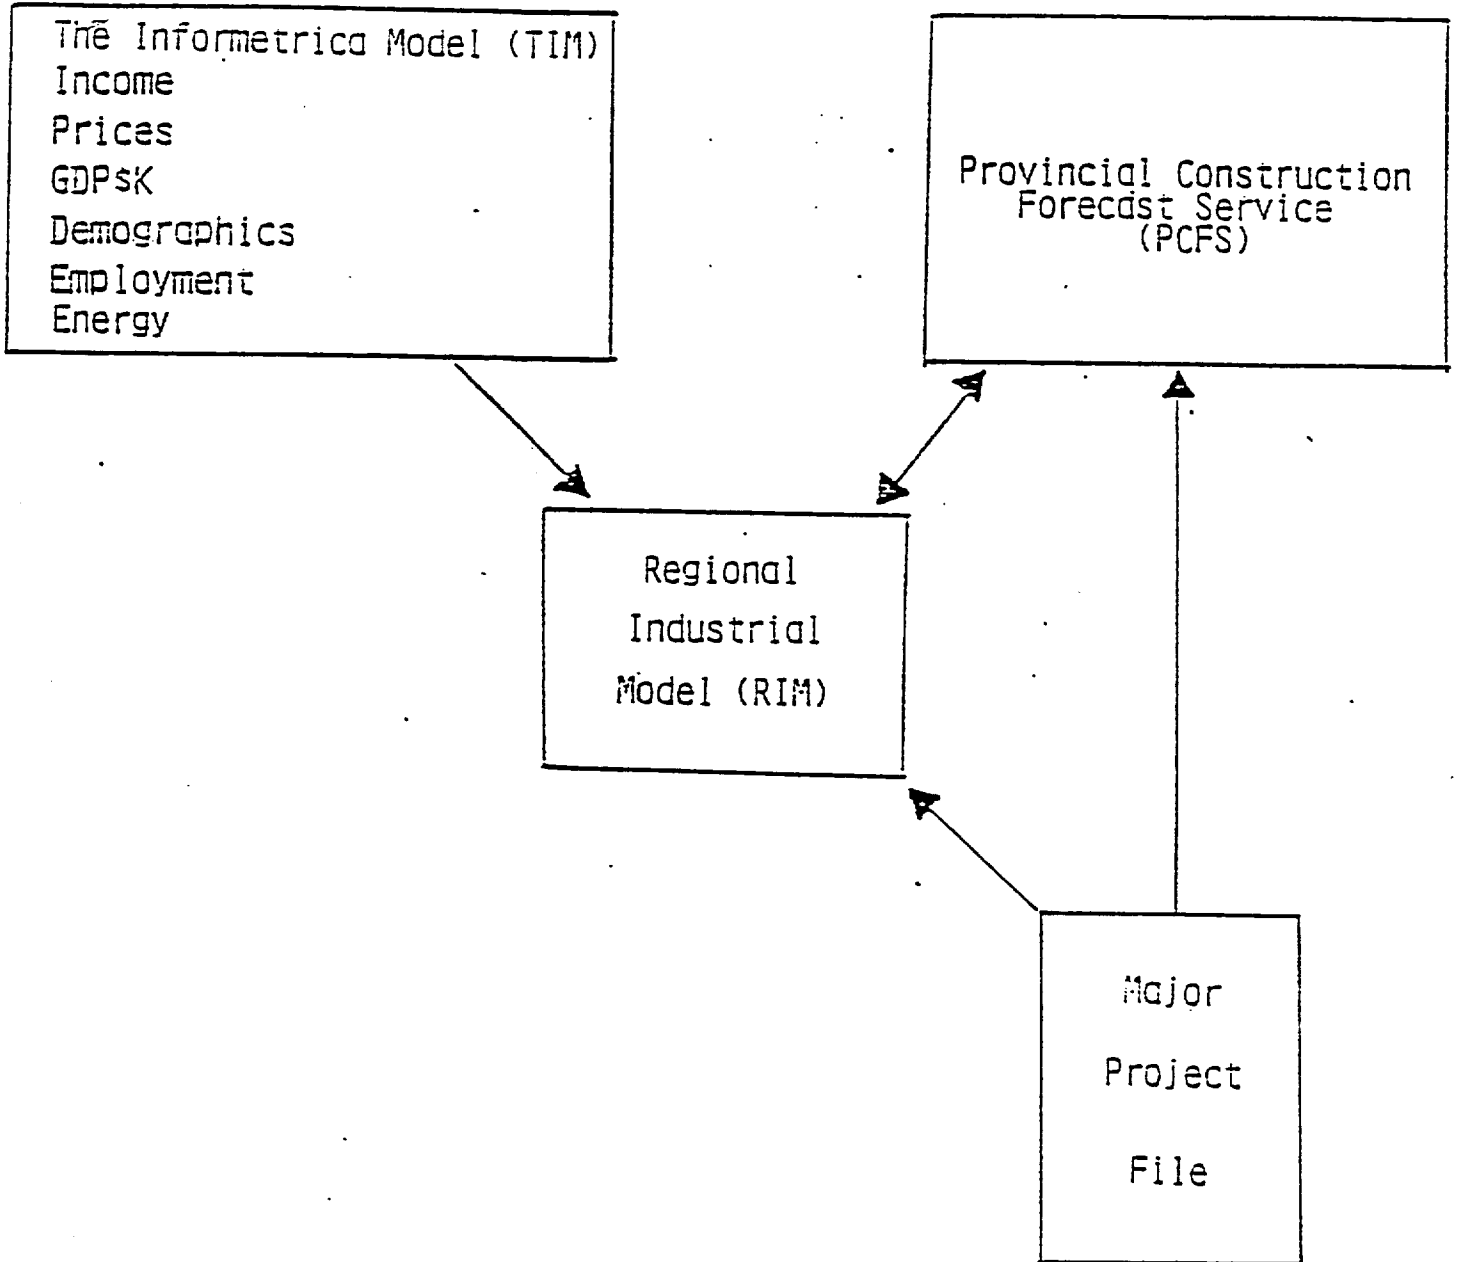 The Informetrica Model (TIM)
Income
Prices
GDP$K
Demographics
Employment
Energy
Provincial Construction
Forecast Service
(PCFS)
Regional
Industrial
Model (RIM)
Major
Project
File